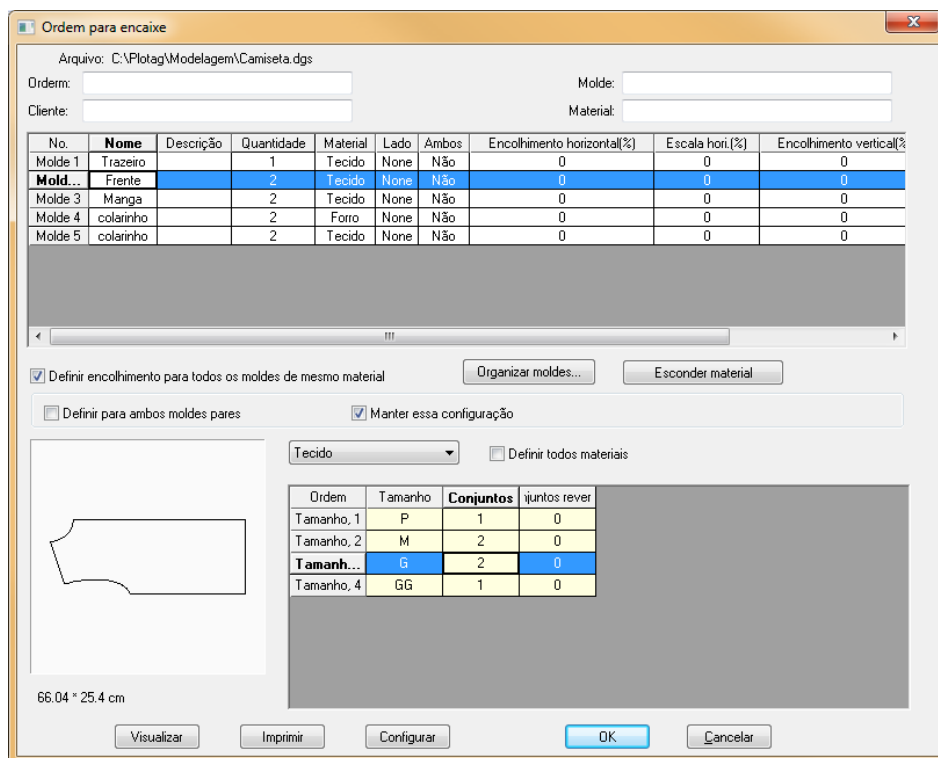 Ordem para encaixe
Arquivo: C:\Plotag\Modelagem\Camiseta.dgs
Orderm: Molde:
Cliente: Material:
No. Nome Descrição Quantidade Material Lado Ambos Encolhimento horizontal(%) Escala hori.(%) Encolhimento vertical(%
Molde 1 Trazeiro 1 Tecido None Não 0 0 0
Mold... Frente 2 Tecido None Não 0 0 0
Molde 3 Manga 2 Tecido None Não 0 0 0
Molde 4 colarinho 2 Forro None Não 0 0 0
Molde 5 colarinho 2 Tecido None Não 0 0 0
Definir encolhimento para todos os moldes de mesmo material Organizar moldes... Esconder material
Definir para ambos moldes pares Manter essa configuração
Tecido Definir todos materiais
Ordem Tamanho Conjuntos njuntos rever
Tamanho, 1 P 1 0
Tamanho, 2 M 2 0
Tamanh... G 2 0
Tamanho, 4 GG 1 0
66.04 * 25.4 cm
Visualizar Imprimir Configurar OK Cancelar